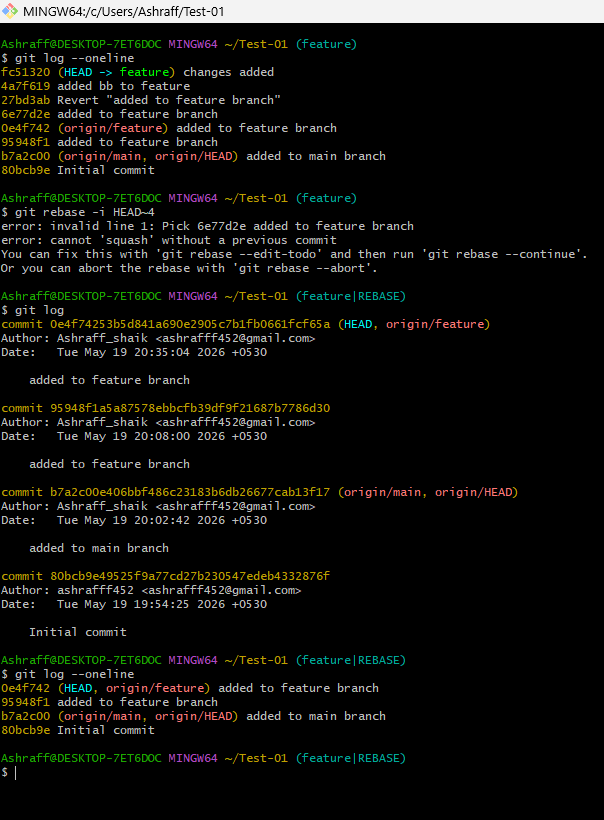 MINGW64:/c/Users/Ashraff/Test-01
Ashraff@DESKTOP-7ET6DOC MINGW64 ~/Test-01 (feature)
$ git log --oneline
fc51320 (HEAD -> feature) changes added
4a7f619 added bb to feature
27bd3ab Revert "added to feature branch"
6e77d2e added to feature branch
0e4f742 (origin/feature) added to feature branch
95948f1 added to feature branch
b7a2c00 (origin/main, origin/HEAD) added to main branch
80bcb9e Initial commit
Ashraff@DESKTOP-7ET6DOC MINGW64 ~/Test-01 (feature)
$ git rebase -i HEAD~4
error: invalid line 1: Pick 6e77d2e added to feature branch
error: cannot 'squash' without a previous commit
You can fix this with 'git rebase --edit-todo' and then run 'git rebase --continue'.
Or you can abort the rebase with 'git rebase --abort'.
Ashraff@DESKTOP-7ET6DOC MINGW64 ~/Test-01 (feature|REBASE)
$ git log
commit 0e4f74253b5d841a690e2905c7b1fb0661fcf65a (HEAD, origin/feature)
Author: Ashraff_shaik <ashrafff452@gmail.com>
Date:   Tue May 19 20:35:04 2026 +0530
added to feature branch
commit 95948f1a5a87578ebbcfb39df9f21687b7786d30
Author: Ashraff_shaik <ashrafff452@gmail.com>
Date:   Tue May 19 20:08:00 2026 +0530
added to feature branch
commit b7a2c00e406bbf486c23183b6db26677cab13f17 (origin/main, origin/HEAD)
Author: Ashraff_shaik <ashrafff452@gmail.com>
Date:   Tue May 19 20:02:42 2026 +0530
added to main branch
commit 80bcb9e49525f9a77cd27b230547edeb4332876f
Author: ashrafff452 <ashrafff452@gmail.com>
Date:   Tue May 19 19:54:25 2026 +0530
Initial commit
Ashraff@DESKTOP-7ET6DOC MINGW64 ~/Test-01 (feature|REBASE)
$ git log --oneline
0e4f742 (HEAD, origin/feature) added to feature branch
95948f1 added to feature branch
b7a2c00 (origin/main, origin/HEAD) added to main branch
80bcb9e Initial commit
Ashraff@DESKTOP-7ET6DOC MINGW64 ~/Test-01 (feature|REBASE)
$